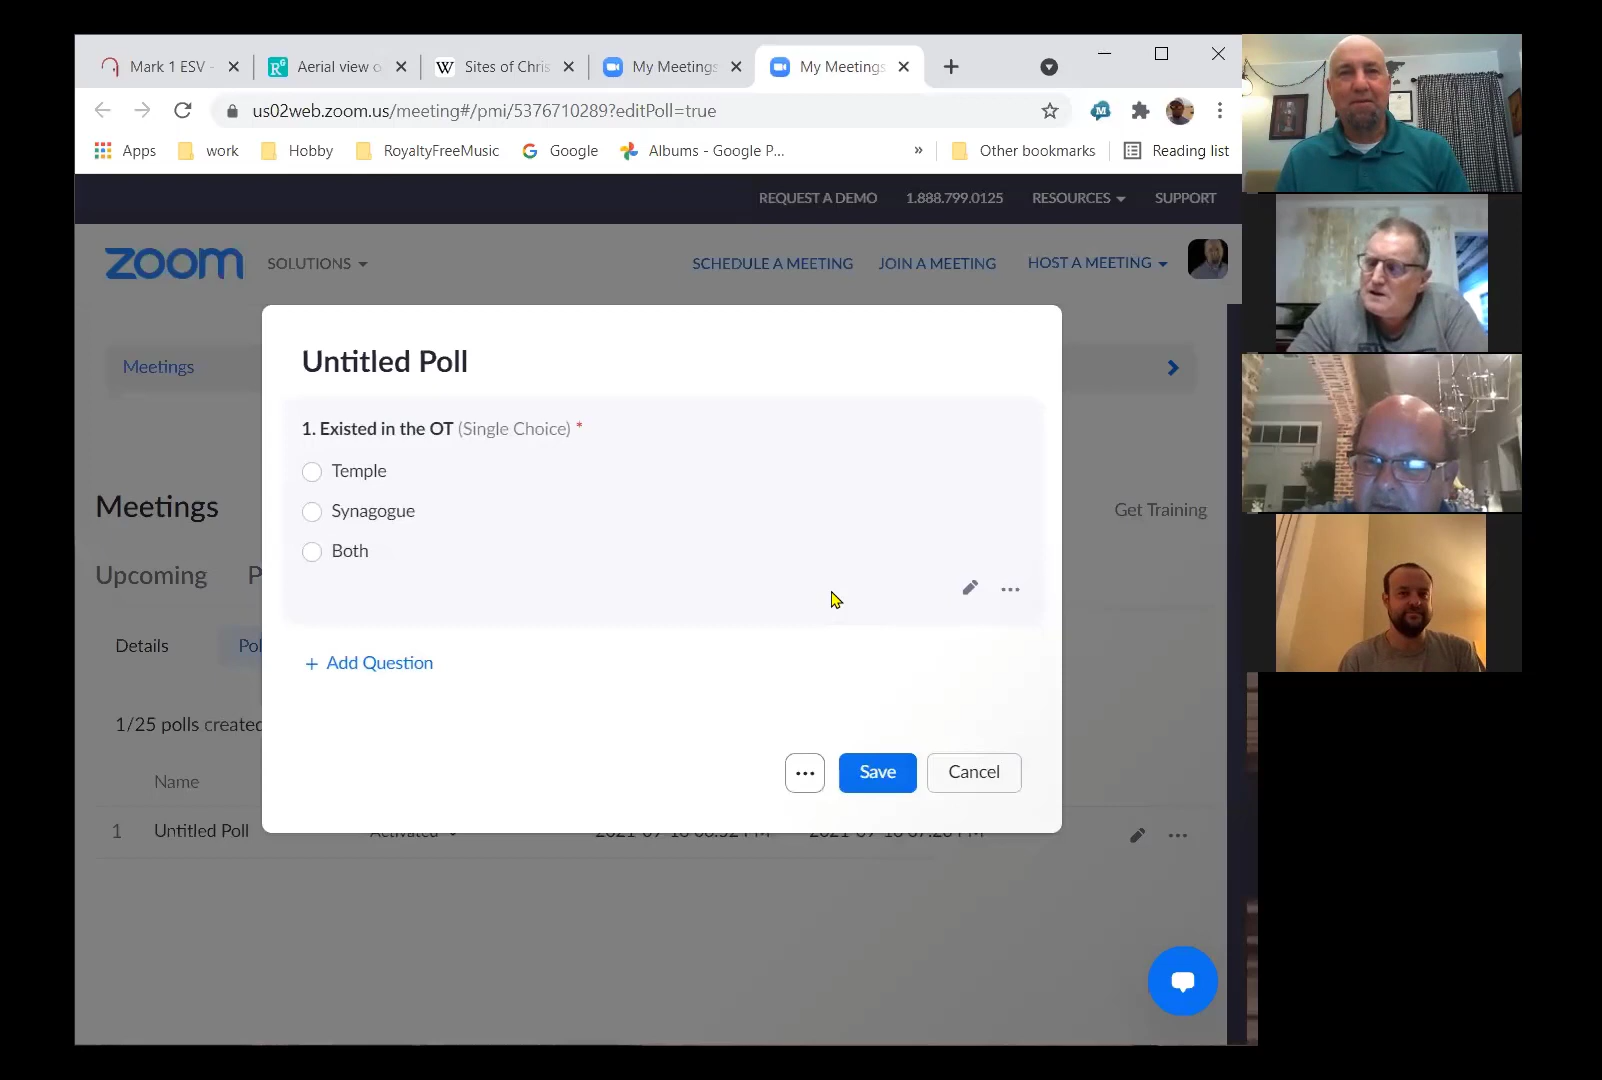 Mark 1 ESV -
Aerial view o
Sites of Chris
My Meetings
My Meetings
us02web.zoom.us/meeting#/pmi/5376710289?editPoll=true
Apps
work
Hobby
RoyaltyFreeMusic
Google
Albums - Google P...
»
Other bookmarks
Reading list
REQUEST A DEMO
1.888.799.0125
RESOURCES
SUPPORT
zoom
SOLUTIONS
SCHEDULE A MEETING
JOIN A MEETING
HOST A MEETING
Meetings
Untitled Poll
1. Existed in the OT (Single Choice) *
Temple
Synagogue
Both
+ Add Question
Save
Cancel
Meetings
Get Training
Upcoming
P
Details
Pol
1/25 polls created
Name
1 Untitled Poll
Activated